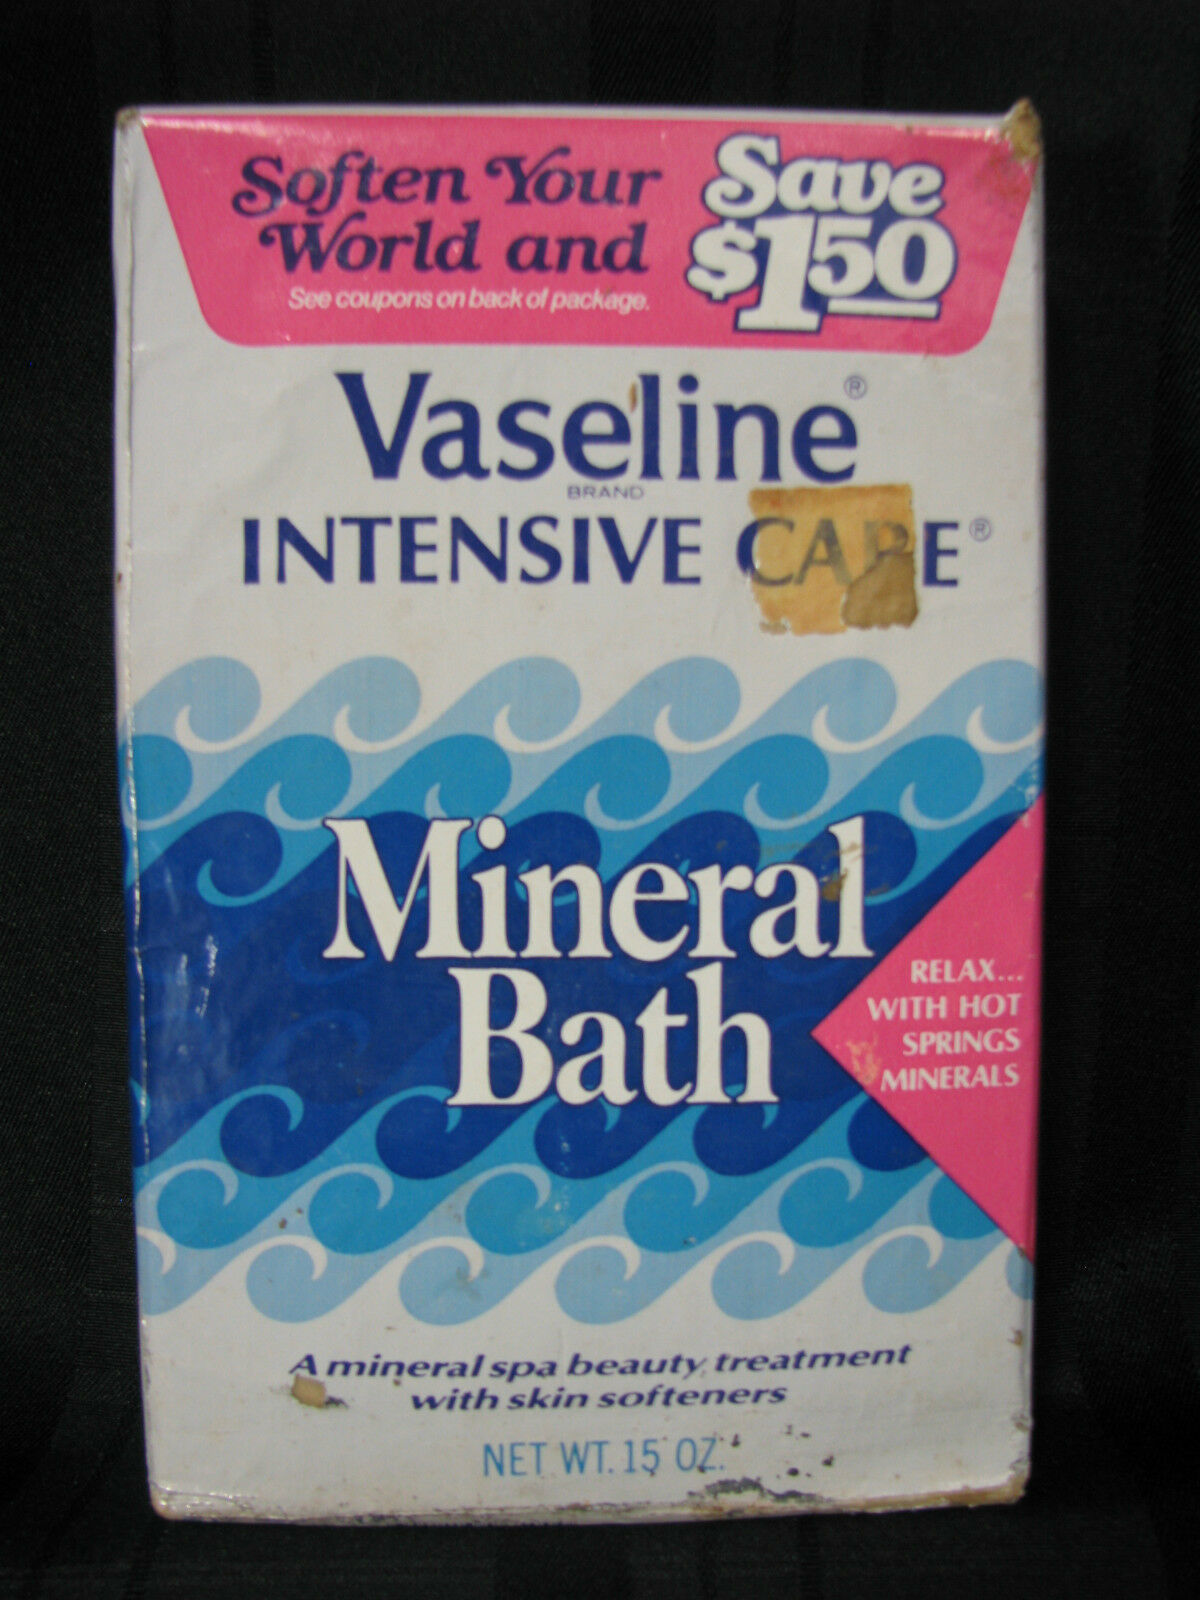 Soften Your
World and
See coupons on back of package.
Save
$1.50
Vaseline®
BRAND
INTENSIVE CARE®
Mineral
Bath
RELAX...
WITH HOT
SPRINGS
MINERALS
A mineral spa beauty treatment
with skin softeners
NET WT. 15 OZ.